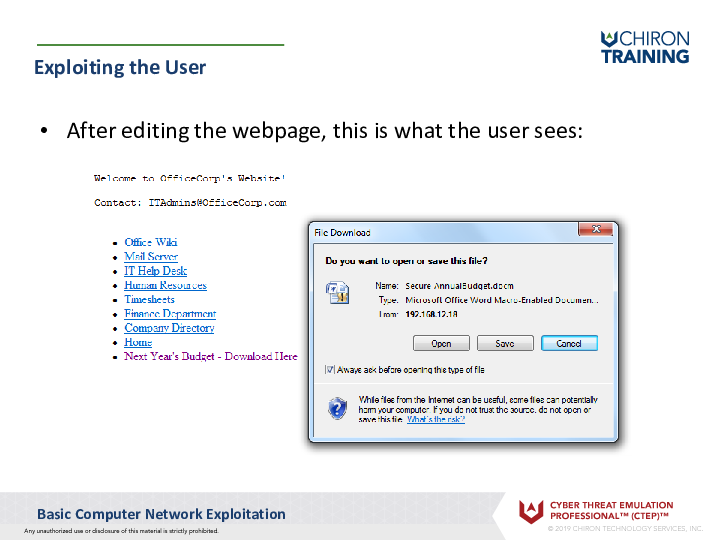 CHIRON
TRAINING
Exploiting the User
• After editing the webpage, this is what the user sees:
Welcome to OfficeCorp's Website!
Contact: ITAdmins@OfficeCorp.com
Office Wiki
Mail Server
IT Help Desk
Human Resources
Timesheets
Finance Department
Company Directory
Home
Next Year's Budget - Download Here
File Download
Do you want to open or save this file?
Name: Secure AnnualBudget.docm
Type: Microsoft Office Word Macro-Enabled Documen...
From: 192.168.12.18
Open Save Cancel
Always ask before opening this type of file
While files from the Internet can be useful, some files can potentially
harm your computer. If you do not trust the source, do not open or
save this file. What's the risk?
Basic Computer Network Exploitation
CYBER THREAT EMULATION
PROFESSIONAL™ (CTEP)™
Any unauthorized use or disclosure of this material is strictly prohibited.
© 2019 CHIRON TECHNOLOGY SERVICES, INC.